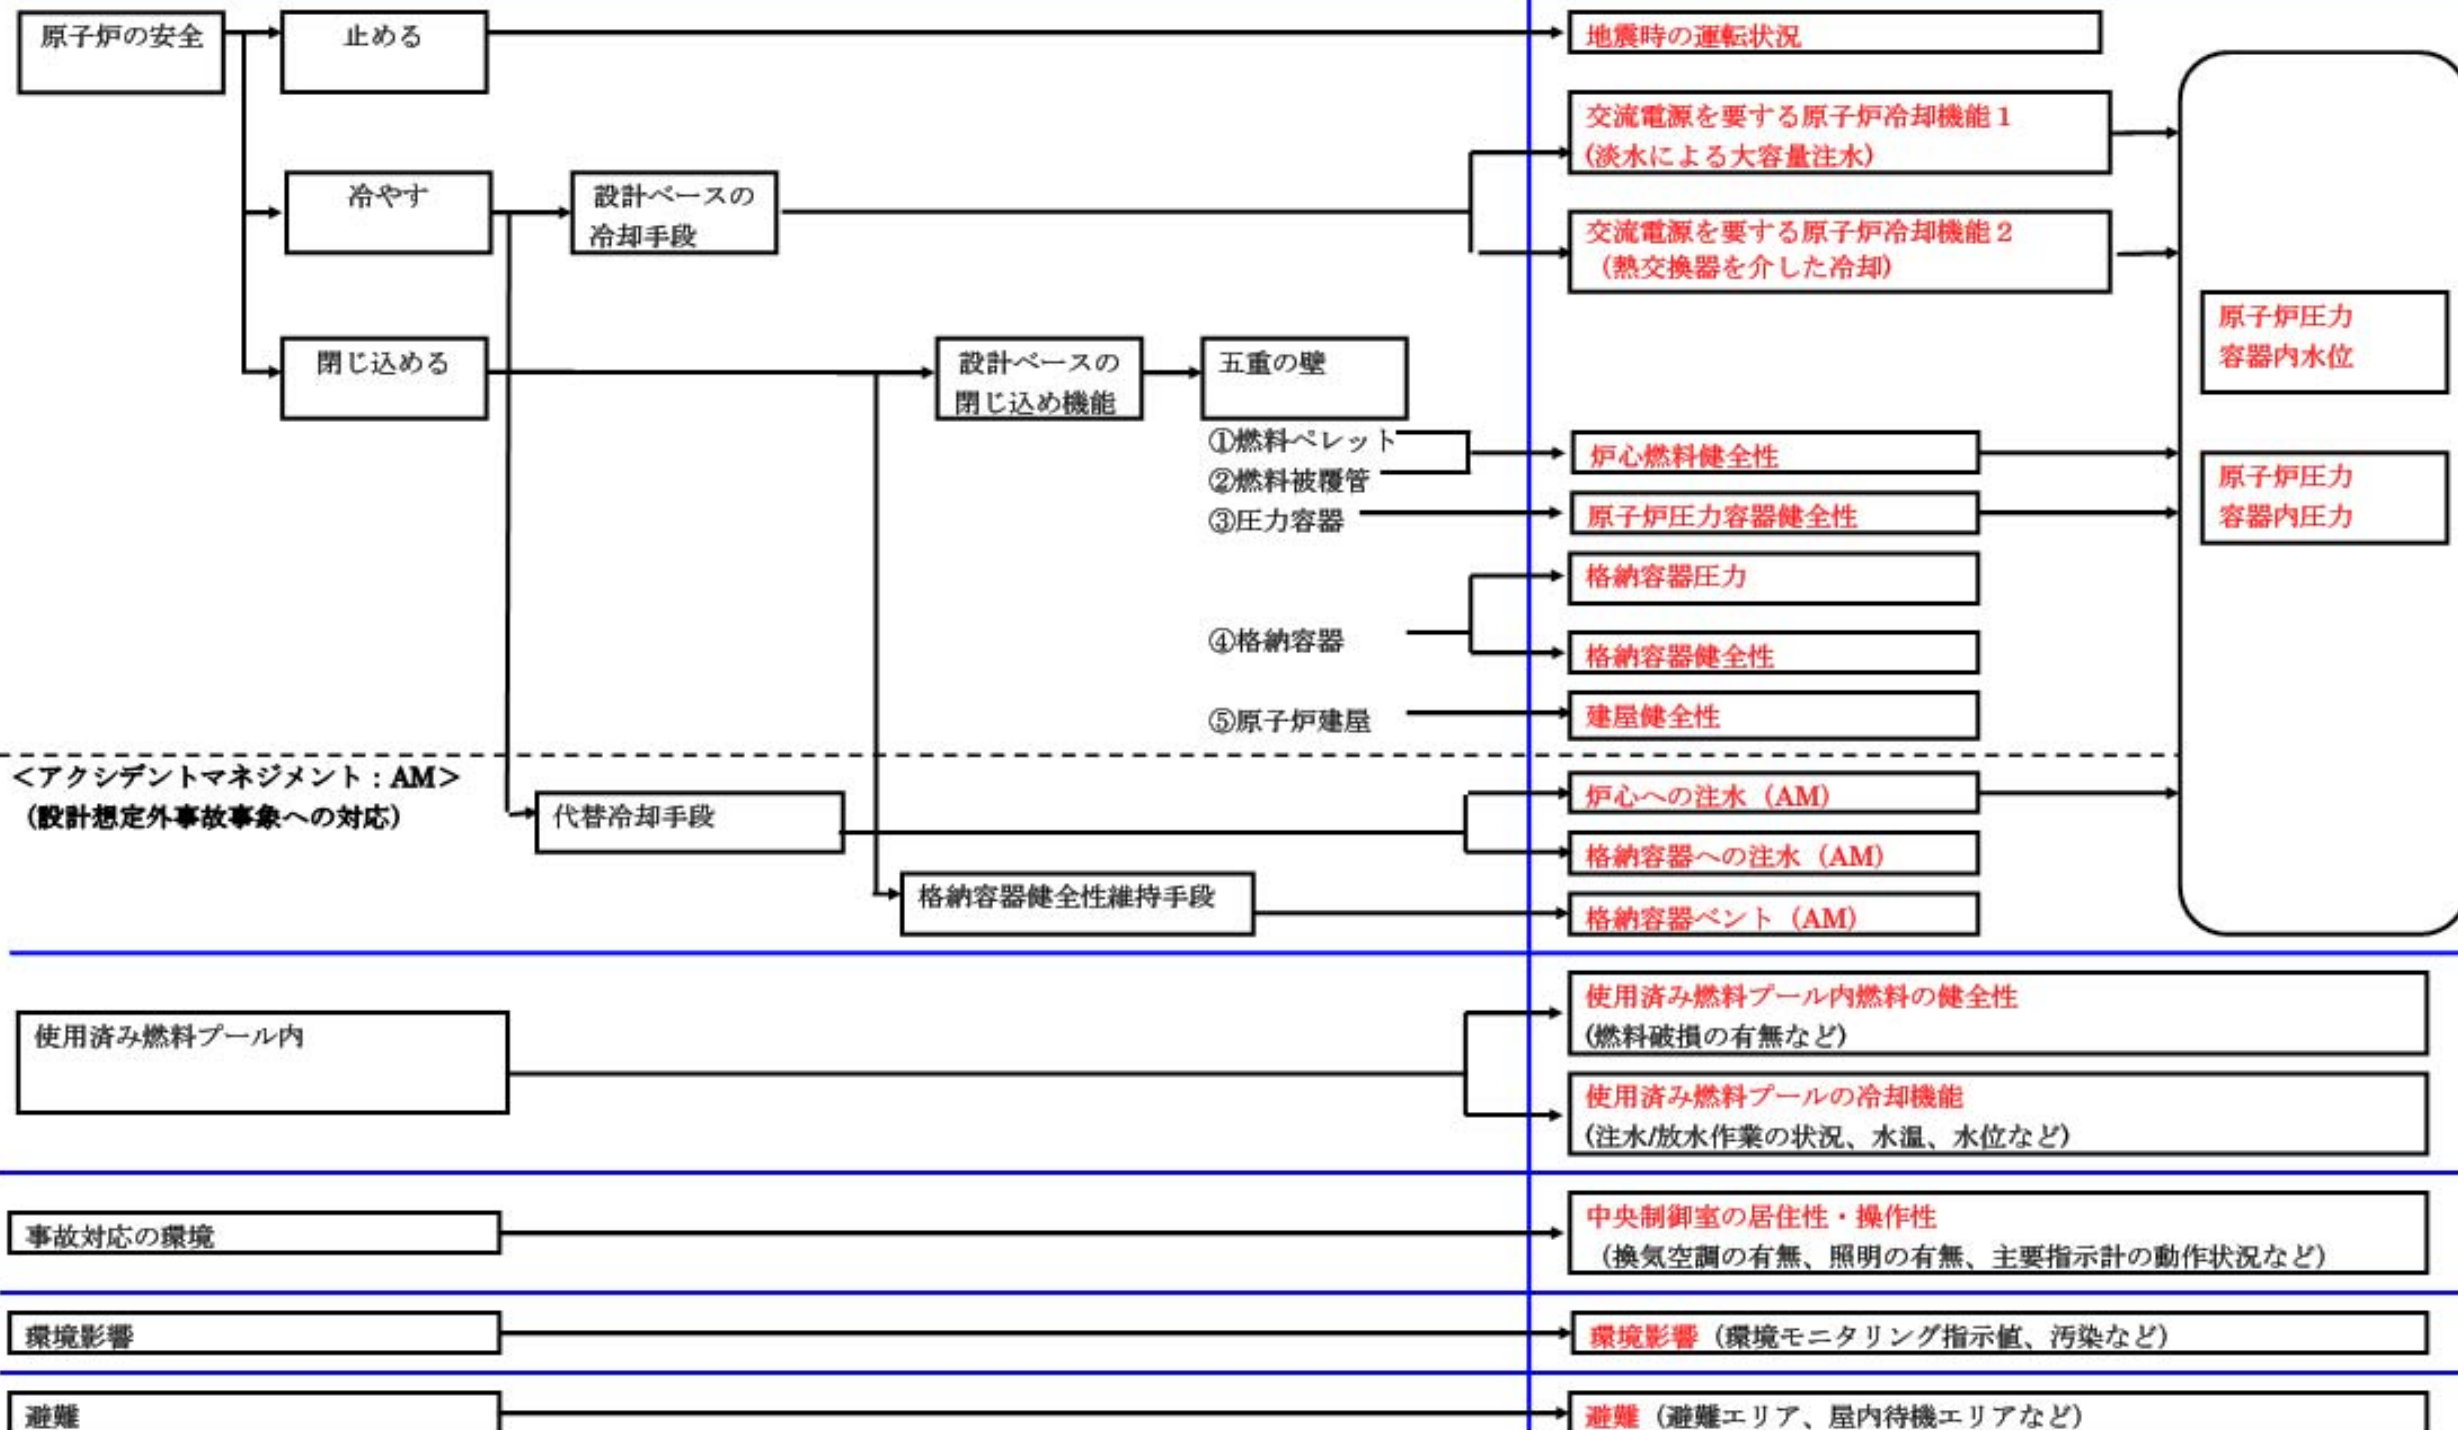 原子炉の安全
止める
地震時の運転状況
交流電源を要する原子炉冷却機能1
(淡水による大容量注水)
冷やす
設計ベースの
冷却手段
交流電源を要する原子炉冷却機能2
(熱交換器を介した冷却)
原子炉圧力
容器内水位
閉じ込める
設計ベースの
閉じ込め機能
五重の壁
①燃料ペレット
②燃料被覆管
③圧力容器
④格納容器
⑤原子炉建屋
炉心燃料健全性
原子炉圧力容器健全性
格納容器圧力
格納容器健全性
建屋健全性
原子炉圧力
容器内圧力
<アクシデントマネジメント:AM>
(設計想定外事故事象への対応)
代替冷却手段
炉心への注水(AM)
格納容器への注水(AM)
格納容器健全性維持手段
格納容器ベント(AM)
使用済み燃料プール内
使用済み燃料プール内燃料の健全性
(燃料破損の有無など)
使用済み燃料プールの冷却機能
(注水/放水作業の状況、水温、水位など)
事故対応の環境
中央制御室の居住性・操作性
(換気空調の有無、照明の有無、主要指示計の動作状況など)
環境影響
環境影響(環境モニタリング指示値、汚染など)
避難
避難(避難エリア、屋内待機エリアなど)